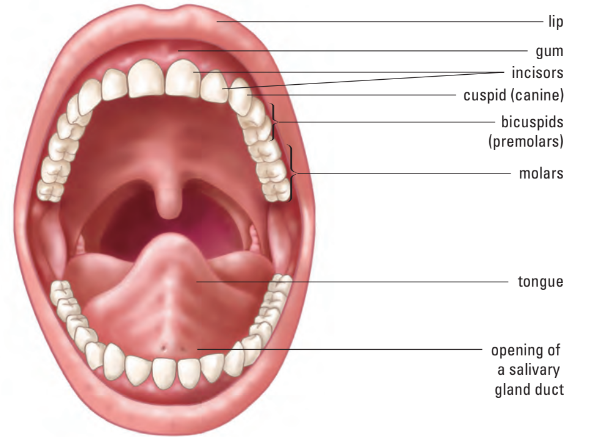 lip
gum
incisors
cuspid (canine)
bicuspids
(premolars)
molars
tongue
opening of
a salivary
gland duct